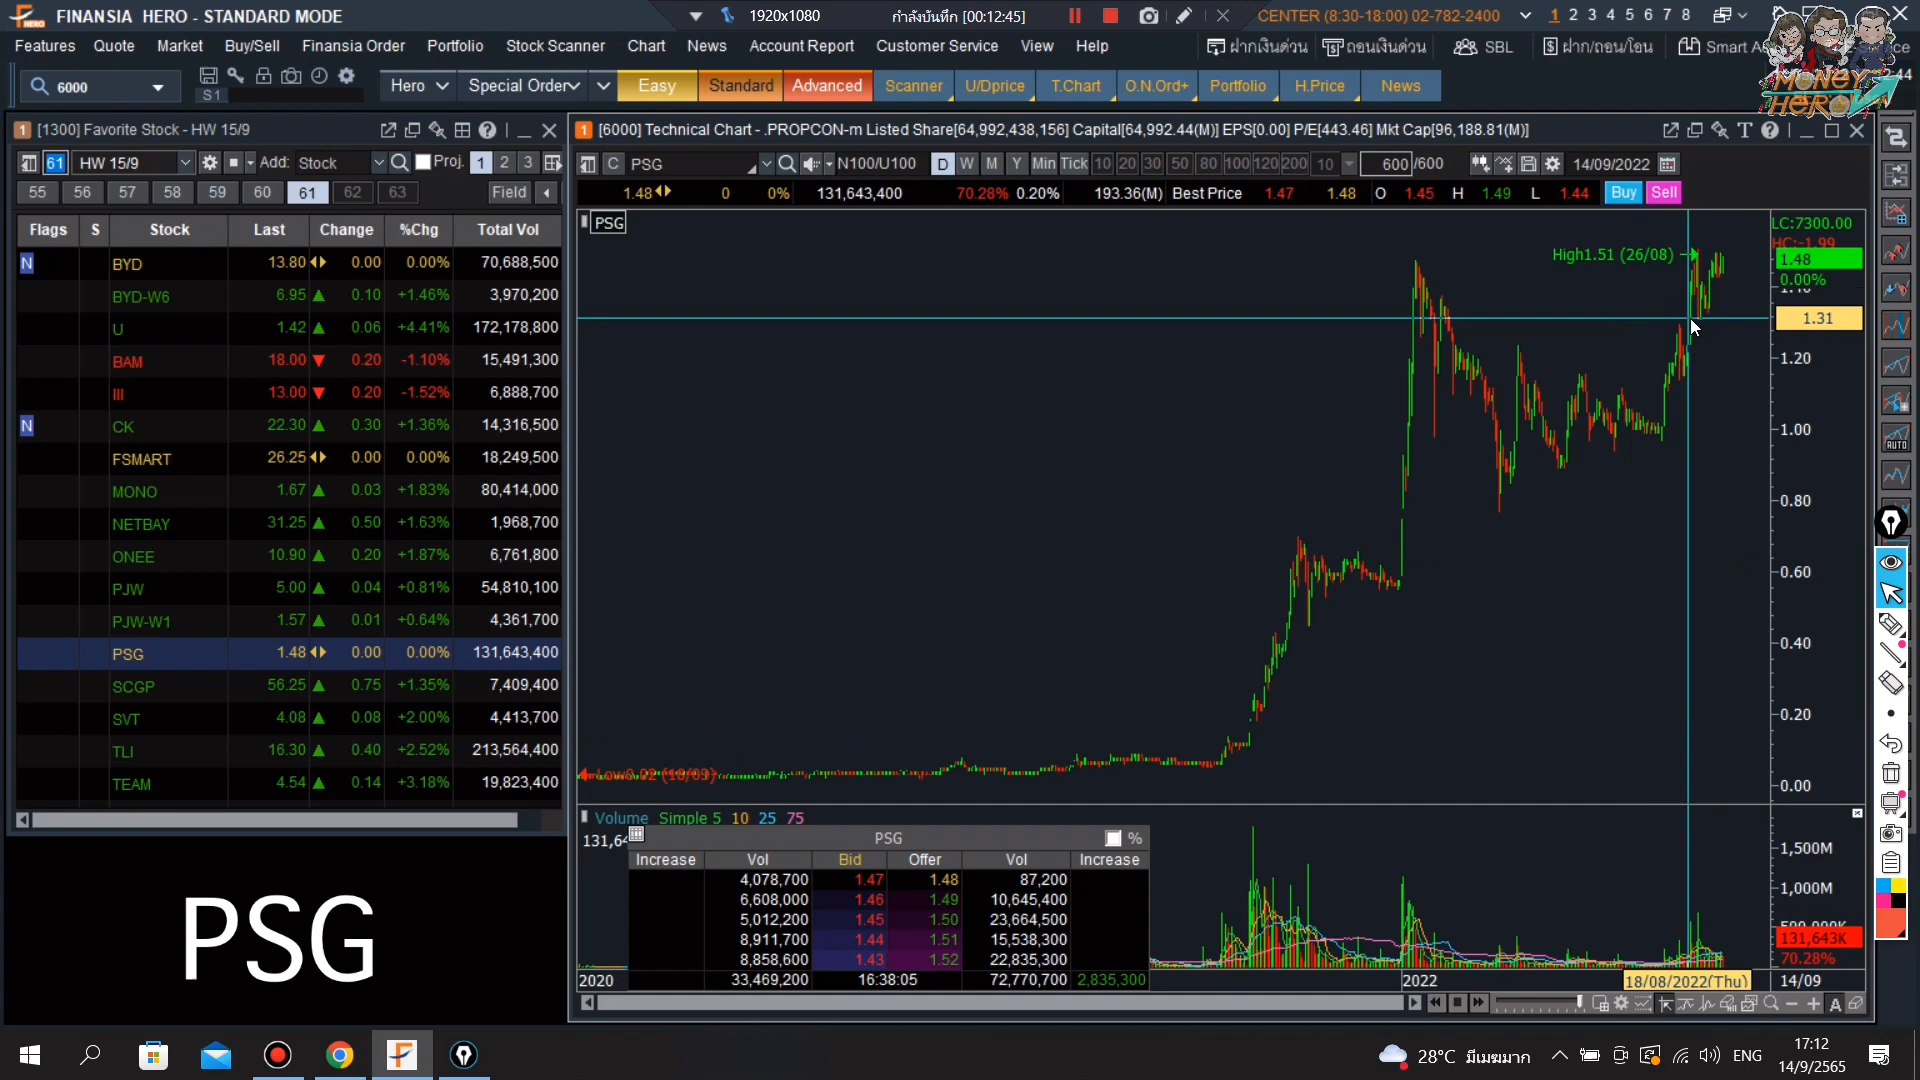 FINANSIA HERO - STANDARD MODE
1920x1080
กำลังบันทึก [00:12:45]
CENTER (8:30-18:00) 02-782-2400
1 2 3 4 5 6 7 8
Features Quote Market Buy/Sell Finansia Order Portfolio Stock Scanner Chart News Account Report Customer Service View Help
ฝากเงินด่วน ถอนเงินด่วน SBL ฝาก/ถอน/โอน Smart
MONEY HERO
6000
S1
Hero Special Order Easy Standard Advanced Scanner U/Dprice T.Chart O.N.Ord+ Portfolio H.Price News
1 [1300] Favorite Stock - HW 15/9
61 HW 15/9 Add: Stock Proj. 1 2 3
55 56 57 58 59 60 61 62 63 Field
Flags S Stock Last Change %Chg Total Vol
N BYD 13.80 0.00 0.00% 70,688,500
BYD-W6 6.95 0.10 +1.46% 3,970,200
U 1.42 0.06 +4.41% 172,178,800
BAM 18.00 0.20 -1.10% 15,491,300
III 13.00 0.20 -1.52% 6,888,700
N CK 22.30 0.30 +1.36% 14,316,500
FSMART 26.25 0.00 0.00% 18,249,500
MONO 1.67 0.03 +1.83% 80,414,000
NETBAY 31.25 0.50 +1.63% 1,968,700
ONEE 10.90 0.20 +1.87% 6,761,800
PJW 5.00 0.04 +0.81% 54,810,100
PJW-W1 1.57 0.01 +0.64% 4,361,700
PSG 1.48 0.00 0.00% 131,643,400
SCGP 56.25 0.75 +1.35% 7,409,400
SVT 4.08 0.08 +2.00% 4,413,700
TLI 16.30 0.40 +2.52% 213,564,400
TEAM 4.54 0.14 +3.18% 19,823,400
PSG
1 [6000] Technical Chart - .PROPCON-m Listed Share[64,992,438,156] Capital[64,992.44(M)] EPS[0.00] P/E[443.46] Mkt Cap[96,188.81(M)]
C PSG N100/U100 D W M Y Min Tick 10 20 30 50 80 100 120 200 10 600 /600 14/09/2022
1.48 0 0% 131,643,400 70.28% 0.20% 193.36(M) Best Price 1.47 1.48 O 1.45 H 1.49 L 1.44 Buy Sell
PSG
LC:7300.00
HC:-1.99
High1.51 (26/08)
1.48
0.00%
1.31
1.20
1.00
0.80
0.60
0.40
0.20
0.00
Volume Simple 5 10 25 75
PSG %
Increase Vol Bid Offer Vol Increase
4,078,700 1.47 1.48 87,200
6,608,000 1.46 1.49 10,645,400
5,012,200 1.45 1.50 23,664,500
8,911,700 1.44 1.51 15,538,300
8,858,600 1.43 1.52 22,835,300
33,469,200 16:38:05 72,770,700 2,835,300
1,500M
1,000M
131,643K
70.28%
2020 2022 18/08/2022(Thu) 14/09
AUTO
A
28°C มีเมฆมาก
ENG
17:12
14/9/2565